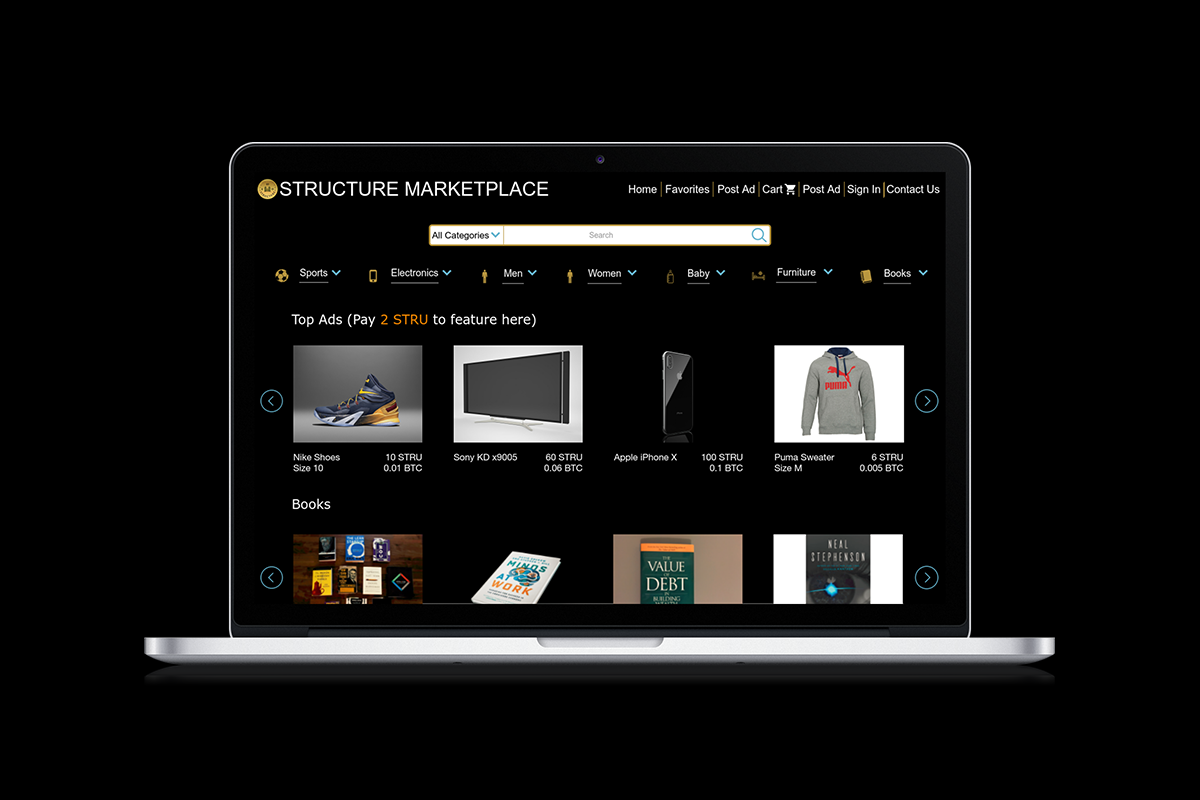 STRUCTURE MARKETPLACE
Home Favorites Post Ad Cart Post Ad Sign In Contact Us
All Categories Search
Sports Electronics Men Women Baby Furniture Books
Top Ads (Pay 2 STRU to feature here)
PUMA
Nike Shoes 10 STRU
Size 10 0.01 BTC
Sony KD x9005 60 STRU
0.06 BTC
Apple iPhone X 100 STRU
0.1 BTC
Puma Sweater 6 STRU
Size M 0.005 BTC
Books
MINDS
AT
WORK
THE
VALUE
OF
DEBT
IN
BUILDING
NEAL
STEPHENSON